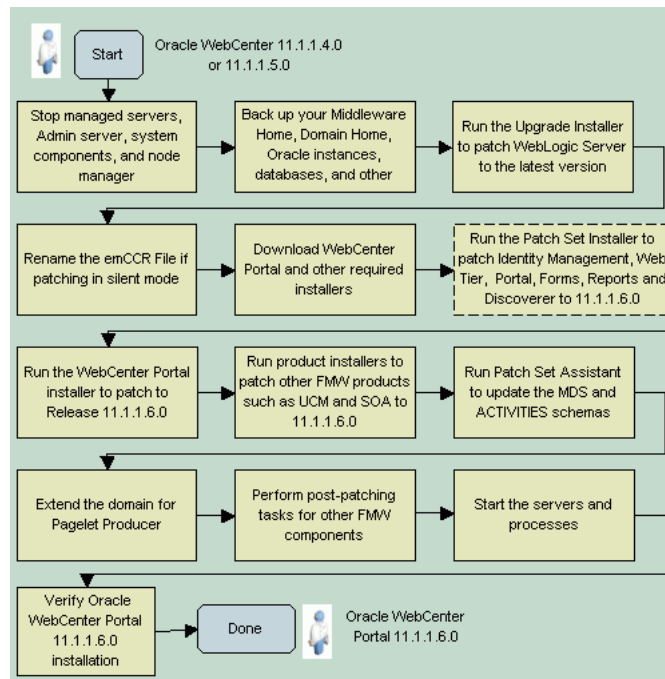 Start
Oracle WebCenter 11.1.1.4.0
or 11.1.1.5.0
Stop managed servers,
Admin server, system
components, and node
manager
Back up your Middleware
Home, Domain Home,
Oracle instances,
databases, and other
Run the Upgrade Installer
to patch WebLogic Server
to the latest version
Rename the emCCR File if
patching in silent mode
Download WebCenter
Portal and other required
installers
Run the Patch Set Installer to
patch Identity Management, Web
Tier, Portal, Forms, Reports and
Discoverer to 11.1.1.6.0
Run the WebCenter Portal
installer to patch to
Release 11.1.1.6.0
Run product installers to
patch other FMW products
such as UCM and SOA to
11.1.1.6.0
Run Patch Set Assistant
to update the MDS and
ACTIVITIES schemas
Extend the domain for
Pagelet Producer
Perform post-patching
tasks for other FMW
components
Start the servers and
processes
Verify Oracle
WebCenter Portal
11.1.1.6.0
installation
Done
Oracle WebCenter
Portal 11.1.1.6.0